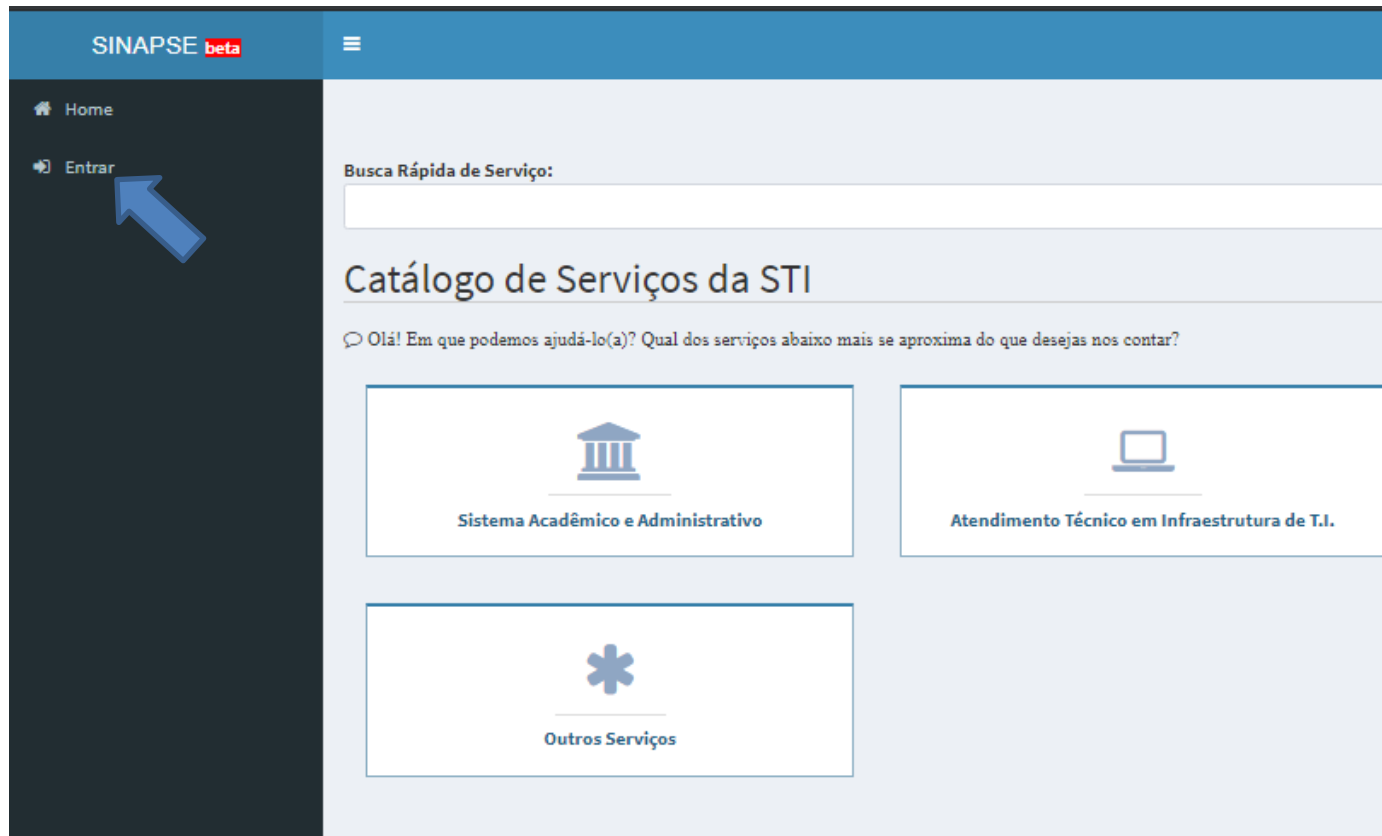 SINAPSE beta
Home
Entrar
Busca Rápida de Serviço:
Catálogo de Serviços da STI
Olá! Em que podemos ajudá-lo(a)? Qual dos serviços abaixo mais se aproxima do que desejas nos contar?
Sistema Acadêmico e Administrativo
Atendimento Técnico em Infraestrutura de T.I.
Outros Serviços